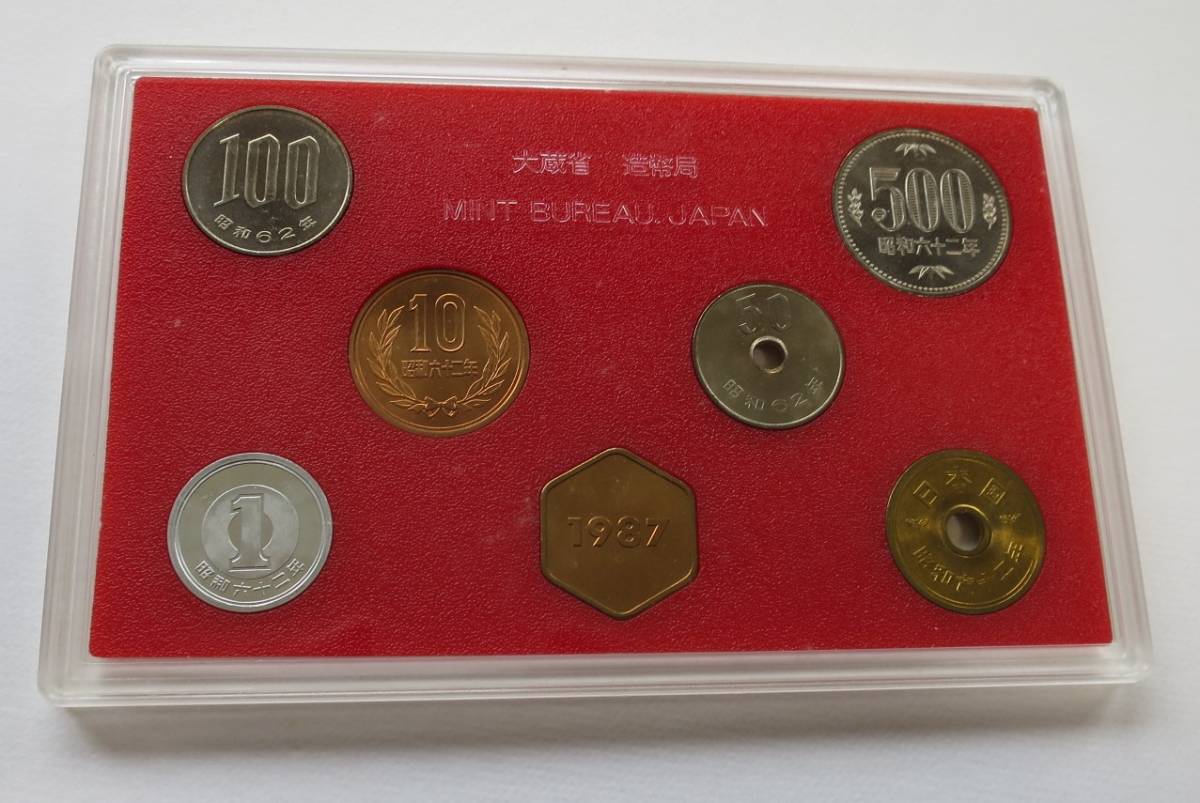 大蔵省 造幣局
MINT BUREAU. JAPAN
100
昭和62年
500
昭和六十二年
10
昭和六十二年
50
昭和62年
1
昭和六十二年
1987
日本国
昭和六十二年